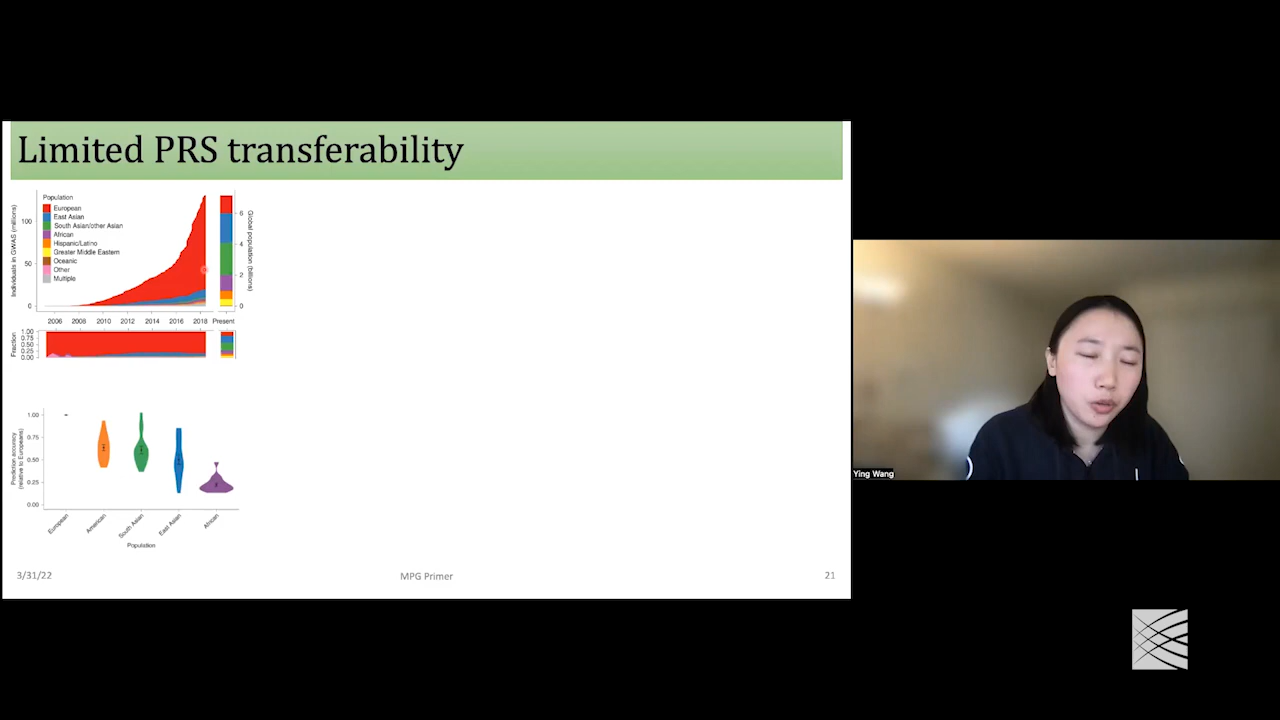 Limited PRS transferability
Population
European
East Asian
South Asian/other Asian
African
Hispanic/Latino
Greater Middle Eastern
Oceanic
Other
Multiple
Individuals in GWAS (millions)
100
50
0
6
4
2
0
Global population (billions)
2006 2008 2010 2012 2014 2016 2018 Present
Fraction
1.00
0.75
0.50
0.25
0.00
Prediction accuracy
(relative to Europeans)
1.00
0.75
0.50
0.25
0.00
European American South Asian East Asian African
Population
3/31/22 MPG Primer 21
Ying Wang